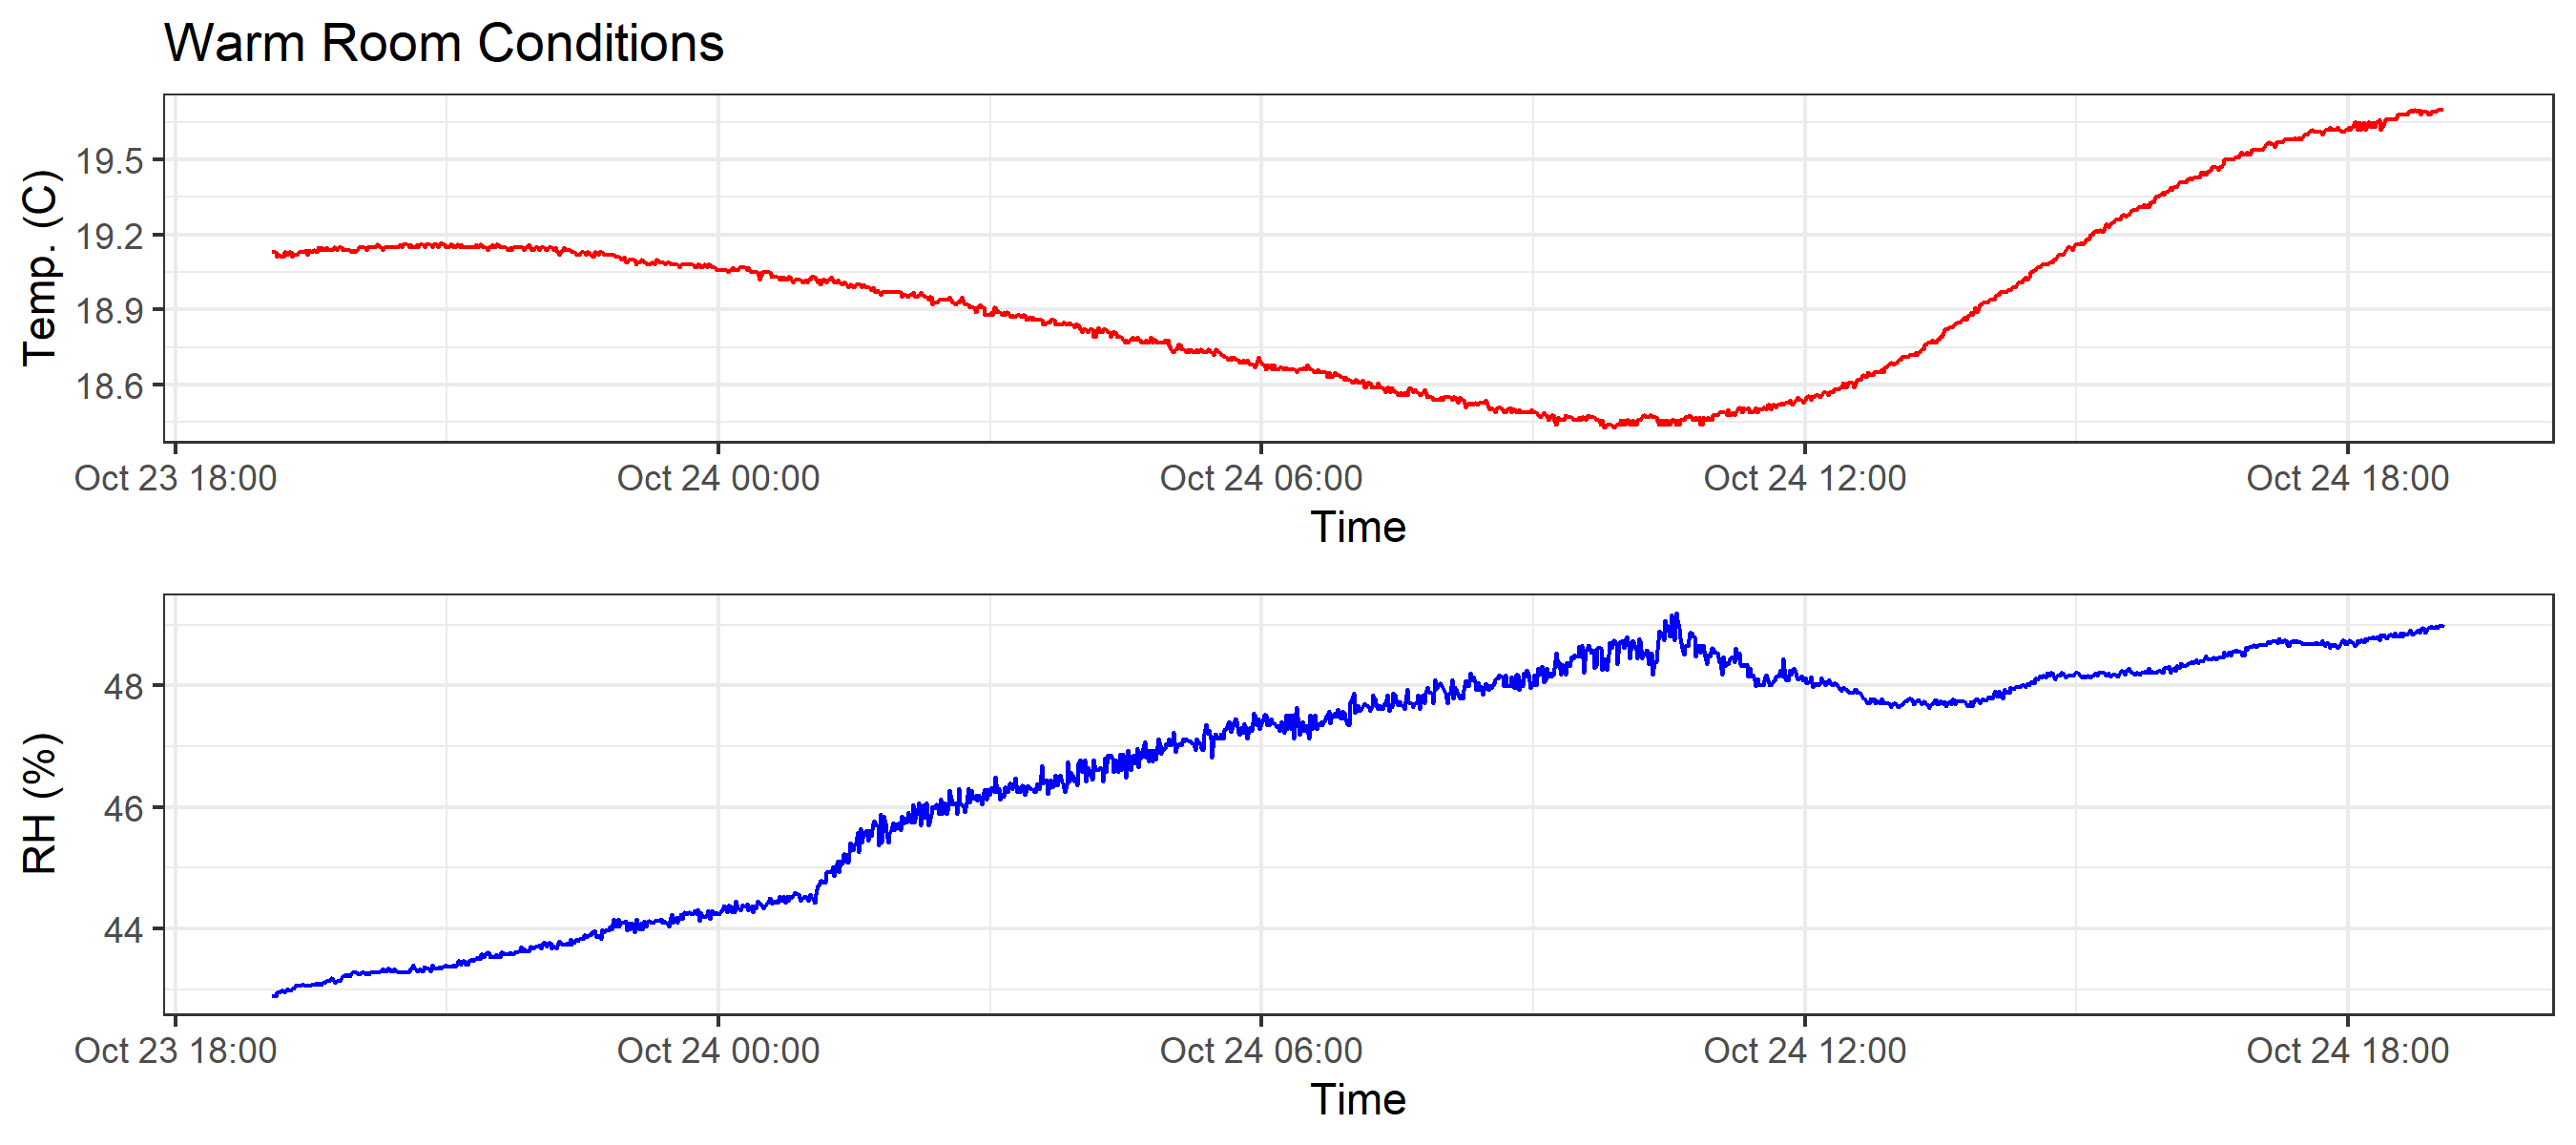 Warm Room Conditions
Temp. (C)
19.5
19.2
18.9
18.6
Oct 23 18:00 Oct 24 00:00 Oct 24 06:00 Oct 24 12:00 Oct 24 18:00
Time
RH (%)
48
46
44
Oct 23 18:00 Oct 24 00:00 Oct 24 06:00 Oct 24 12:00 Oct 24 18:00
Time